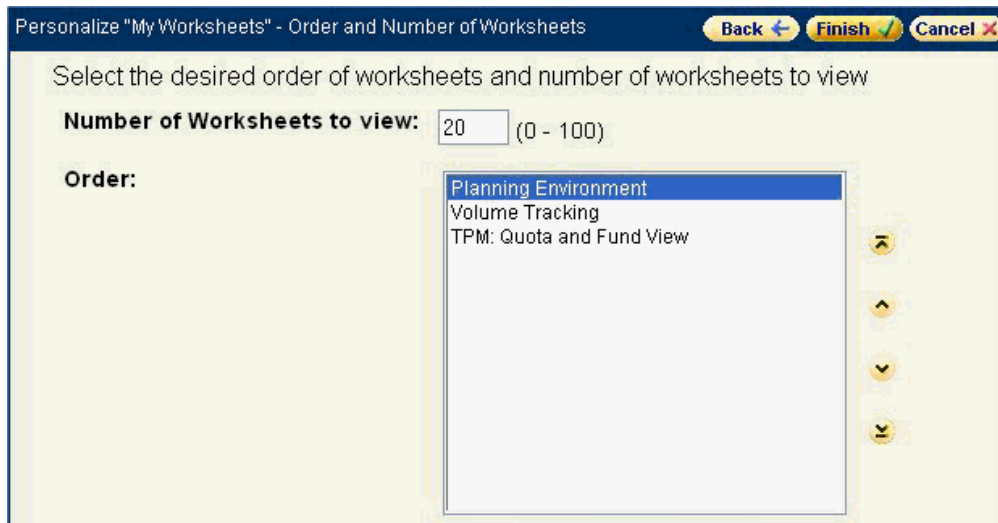 Personalize "My Worksheets" - Order and Number of Worksheets Back Finish Cancel
Select the desired order of worksheets and number of worksheets to view
Number of Worksheets to view: 20 (0 - 100)
Order:
Planning Environment
Volume Tracking
TPM: Quota and Fund View